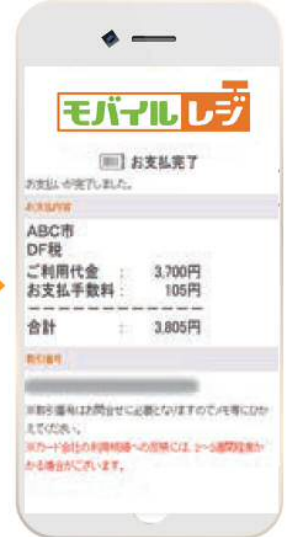 モバイルレジ
お支払完了
お支払いが完了しました。
お支払内容
ABC市
DF税
ご利用代金 : 3,700円
お支払手数料 : 105円
合計 : 3,805円
取引番号
※取引番号はお問合せに必要となりますのでメモ等にひか
えてください。
※カード会社の利用明細への反映には、2〜5週間程度か
かる場合がございます。